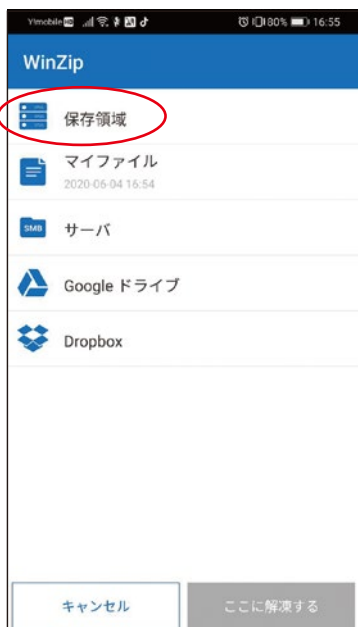 Y!mobile HD 80% 16:55
WinZip
保存領域
マイファイル
2020-06-04 16:54
SMB サーバ
Google ドライブ
Dropbox
キャンセル ここに解凍する